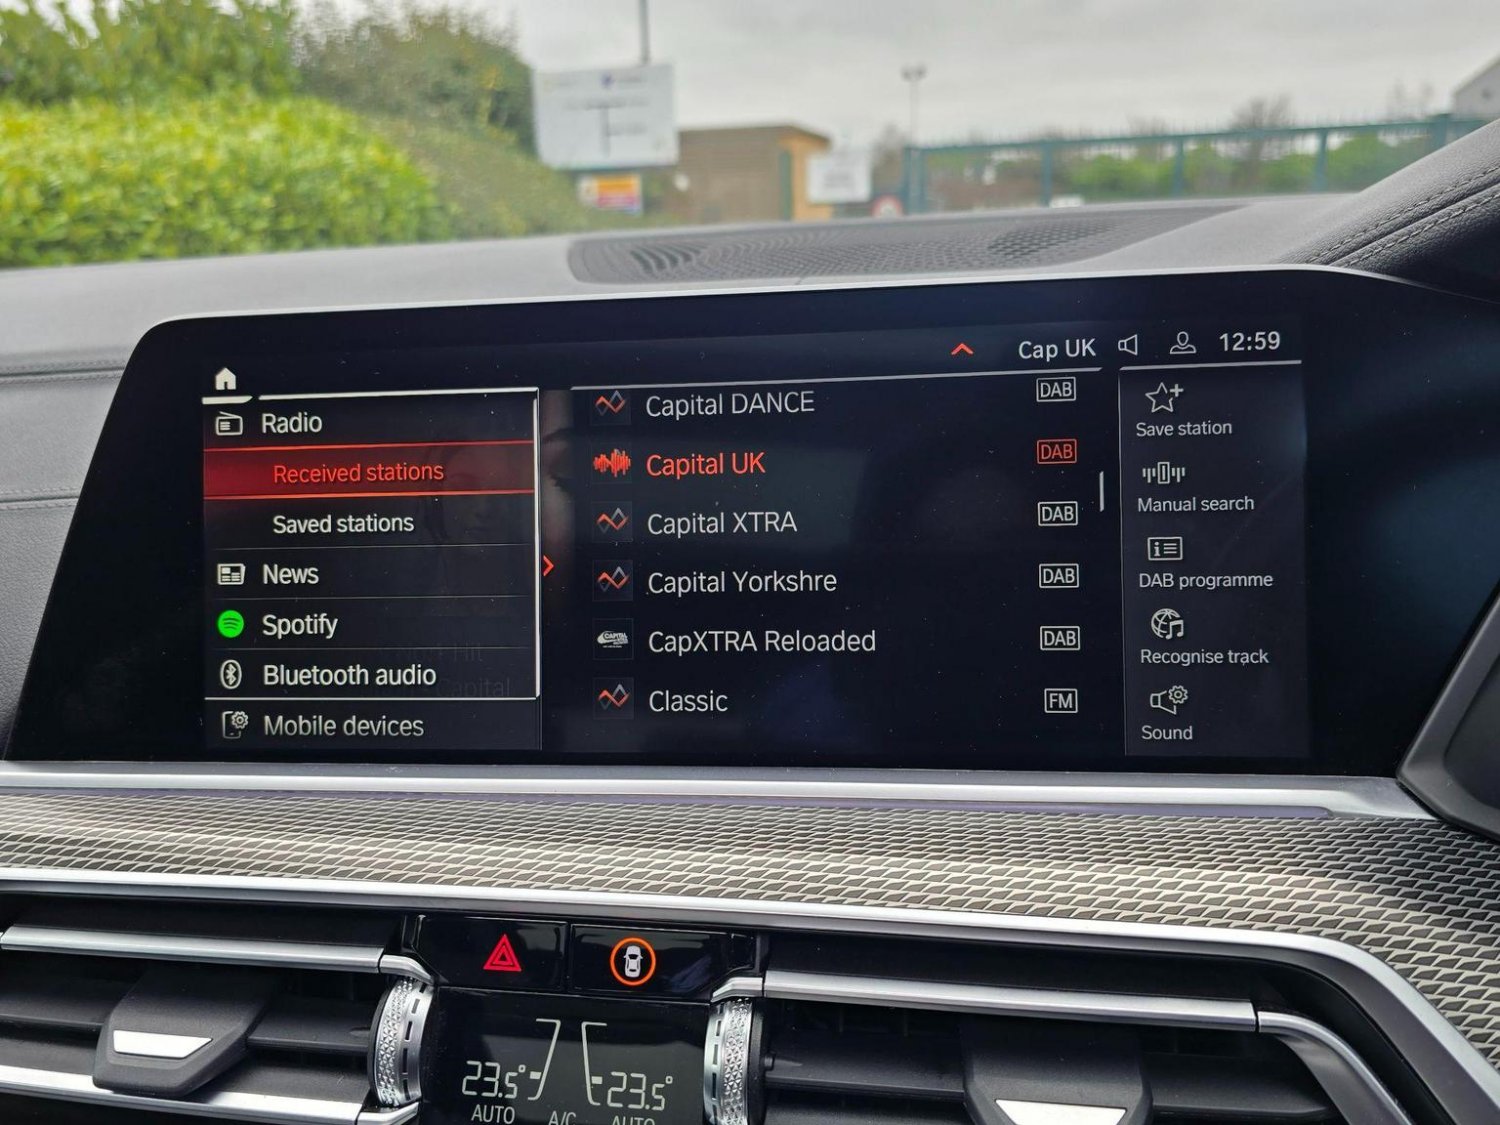 Cap UK 12:59
Radio
Received stations
Saved stations
News
Spotify
Bluetooth audio
Mobile devices
Capital DANCE DAB
Capital UK DAB
Capital XTRA DAB
Capital Yorkshre DAB
CapXTRA Reloaded DAB
Classic FM
Save station
Manual search
DAB programme
Recognise track
Sound
23.5° 23.5°
AUTO A/C AUTO